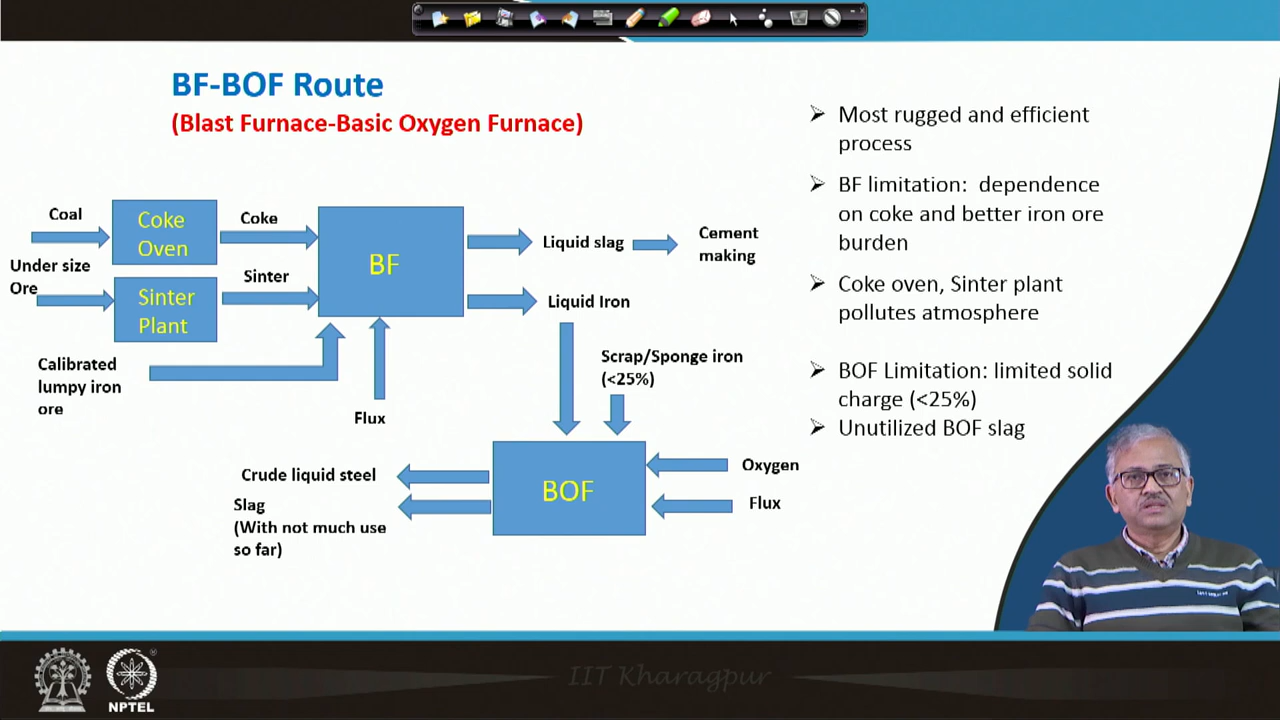 BF-BOF Route
(Blast Furnace-Basic Oxygen Furnace)
Coal
Coke
Oven
Coke
Under size
Ore
Sinter
Plant
Sinter
Calibrated
lumpy iron
ore
Flux
BF
Liquid slag
Cement
making
Liquid Iron
Scrap/Sponge iron
(<25%)
BOF
Oxygen
Flux
Crude liquid steel
Slag
(With not much use
so far)
➢ Most rugged and efficient
process
➢ BF limitation: dependence
on coke and better iron ore
burden
➢ Coke oven, Sinter plant
pollutes atmosphere
➢ BOF Limitation: limited solid
charge (<25%)
➢ Unutilized BOF slag
IIT Kharagpur
NPTEL